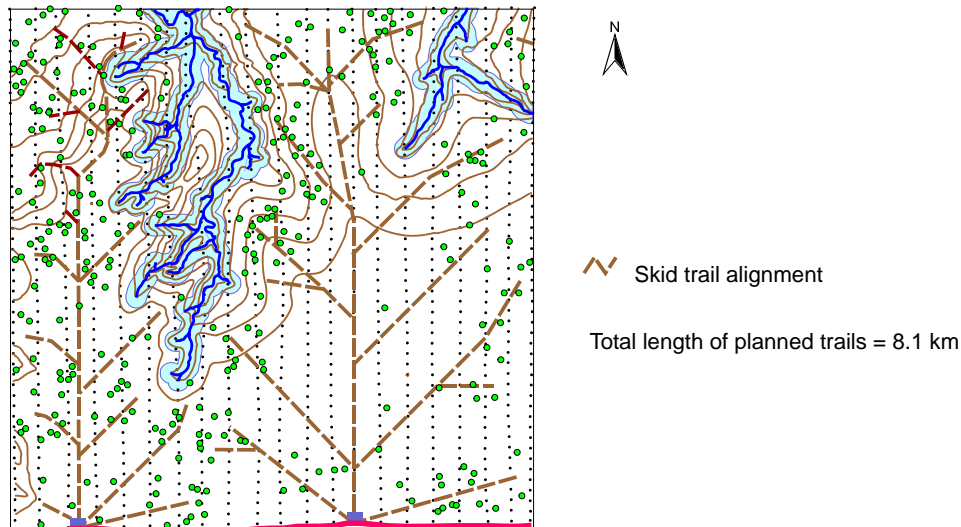 N
Skid trail alignment
Total length of planned trails = 8.1 km